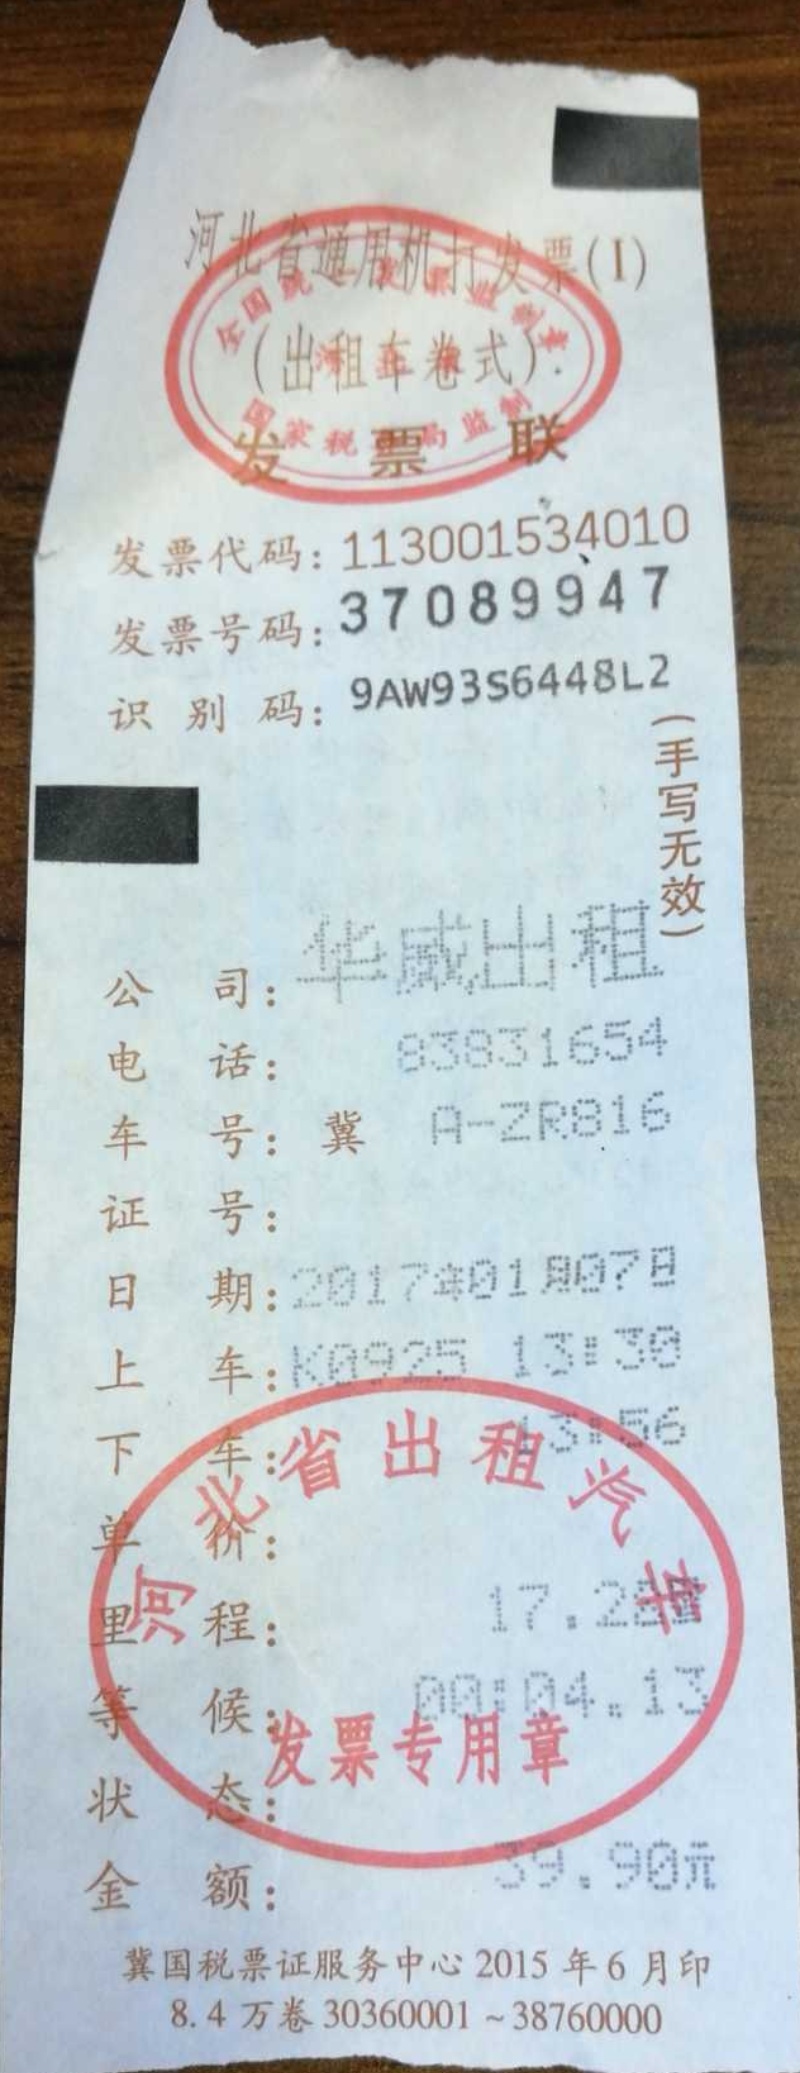 河北省通用机打发票(I)
(出租车卷式)
发票联
全国统一发票监制章
国家税务局监制
发票代码:113001534010
发票号码:37089947
识别码:9AW93S6448L2
(手写无效)
公司:华威出租
电话:83831654
车号:冀 A-ZR816
证号:
日期:2017年01月07日
上车:K0925 13:30
下车:13:56
单价:
里程:
等候:00:04.13
状态:
金额:39.90元
河北省出租汽车
发票专用章
冀国税票证服务中心 2015 年 6 月印
8.4 万卷 30360001 ~ 38760000